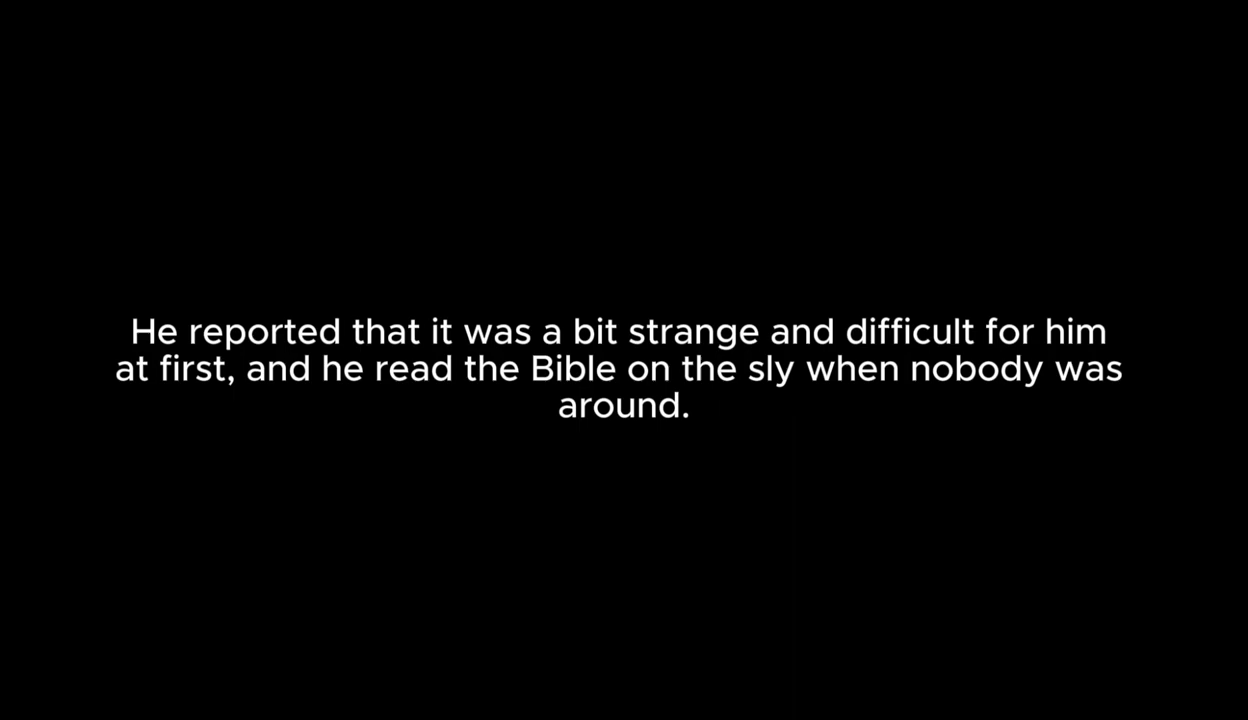 He reported that it was a bit strange and difficult for him
at first, and he read the Bible on the sly when nobody was
around.